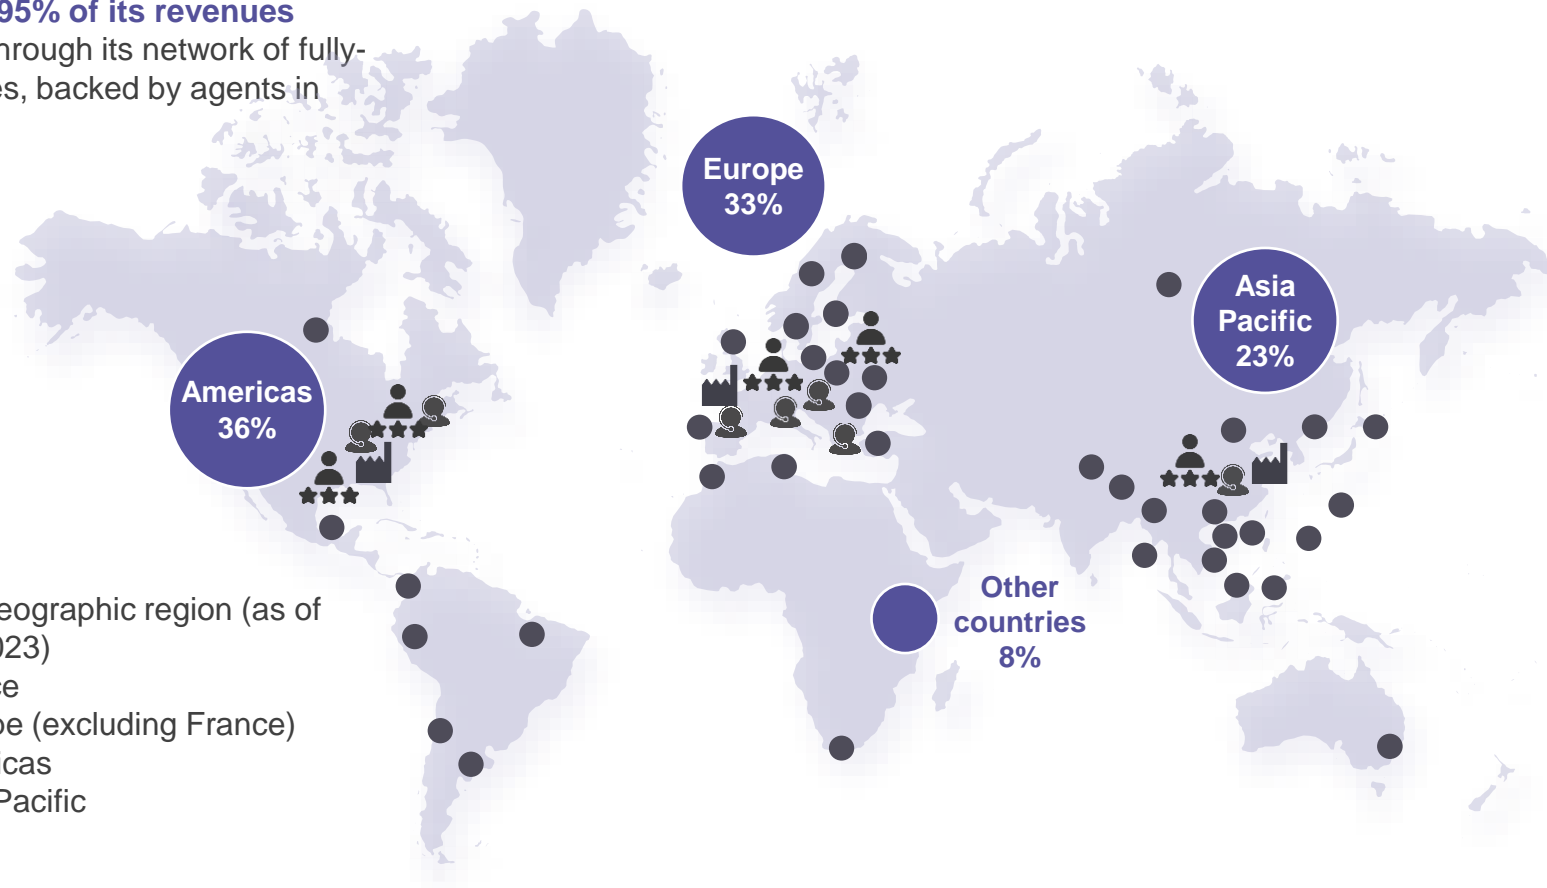 95% of its revenues
hrough its network of fully-
es, backed by agents in
Europe
33%
Asia
Pacific
23%
Americas
36%
Other
countries
8%
eographic region (as of
023)
ce
pe (excluding France)
icas
Pacific